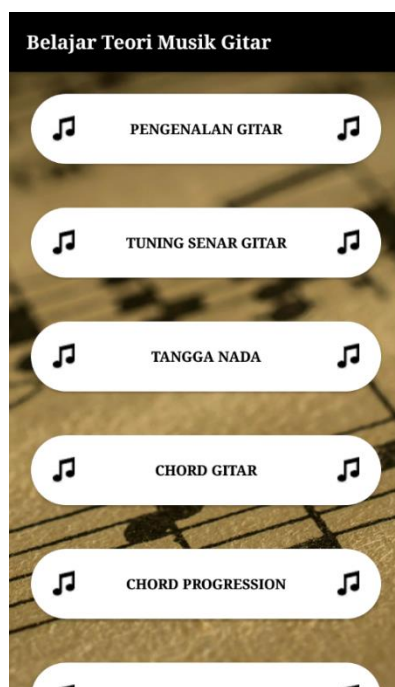 Belajar Teori Musik Gitar
PENGENALAN GITAR
TUNING SENAR GITAR
TANGGA NADA
CHORD GITAR
CHORD PROGRESSION